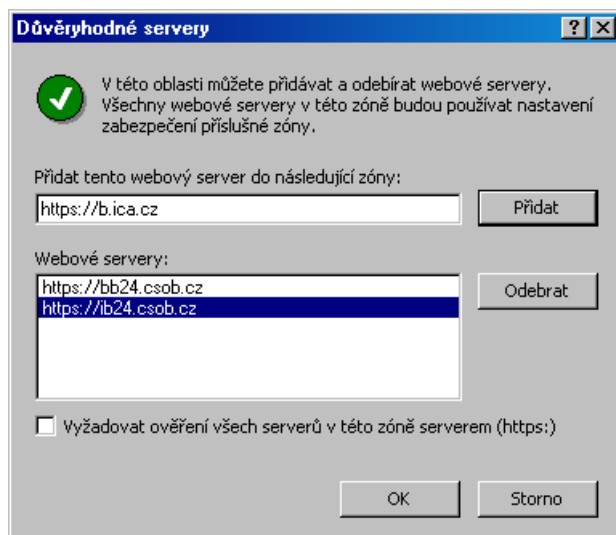 Důvěryhodné servery
V této oblasti můžete přidávat a odebírat webové servery.
Všechny webové servery v této zóně budou používat nastavení
zabezpečení příslušné zóny.
Přidat tento webový server do následující zóny:
https://b.ica.cz
Přidat
Webové servery:
https://bb24.csob.cz
https://ib24.csob.cz
Odebrat
Vyžadovat ověření všech serverů v této zóně serverem (https:)
OK
Storno